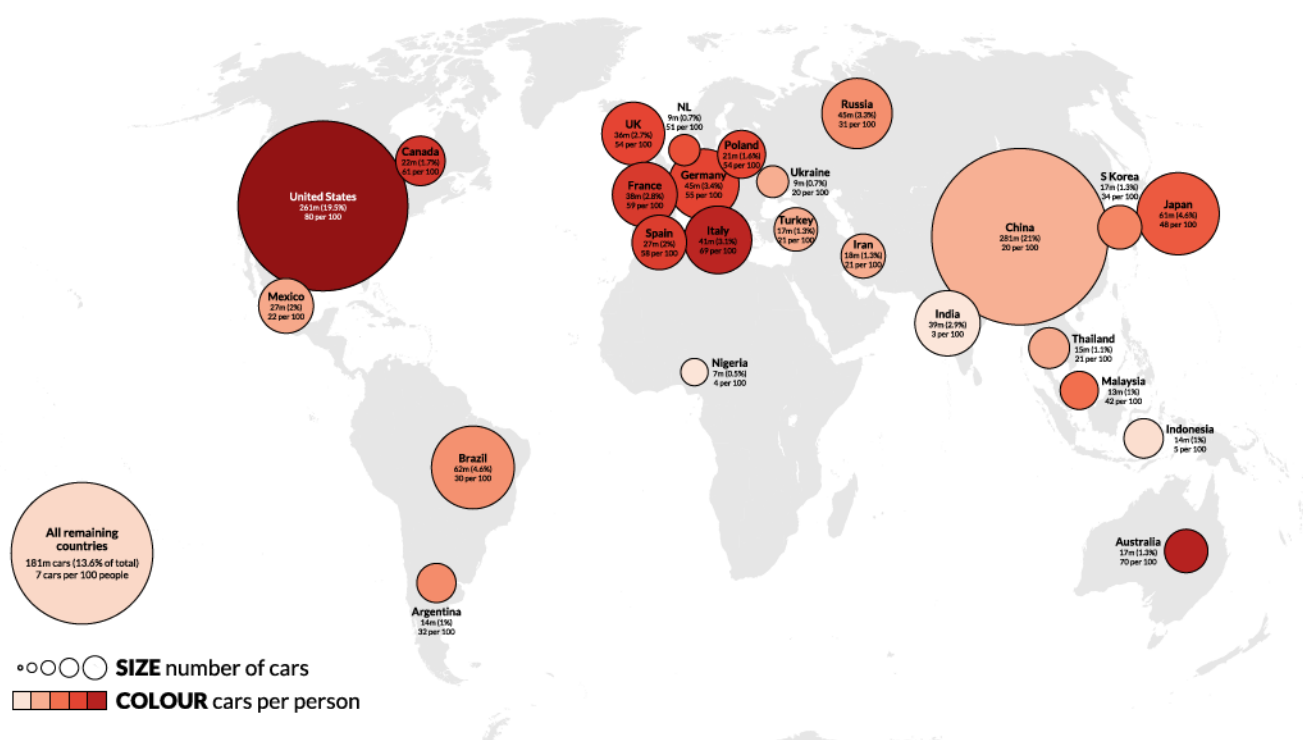 United States
261m (19.5%)
80 per 100
Canada
22m (1.7%)
61 per 100
Mexico
27m (2%)
22 per 100
Brazil
62m (4.6%)
30 per 100
Argentina
14m (1%)
32 per 100
UK
36m (2.7%)
54 per 100
NL
9m (0.7%)
51 per 100
Poland
21m (1.6%)
54 per 100
Germany
45m (3.4%)
55 per 100
France
38m (2.8%)
59 per 100
Spain
27m (2%)
58 per 100
Italy
41m (3.1%)
69 per 100
Ukraine
9m (0.7%)
20 per 100
Turkey
17m (1.3%)
21 per 100
Russia
45m (3.3%)
31 per 100
Iran
18m (1.3%)
21 per 100
Nigeria
7m (0.5%)
4 per 100
China
281m (21%)
20 per 100
S Korea
17m (1.3%)
34 per 100
Japan
61m (4.6%)
48 per 100
India
39m (2.9%)
3 per 100
Thailand
15m (1.1%)
21 per 100
Malaysia
13m (1%)
42 per 100
Indonesia
14m (1%)
5 per 100
Australia
17m (1.3%)
70 per 100
All remaining
countries
181m cars (13.6% of total)
7 cars per 100 people
SIZE number of cars
COLOUR cars per person